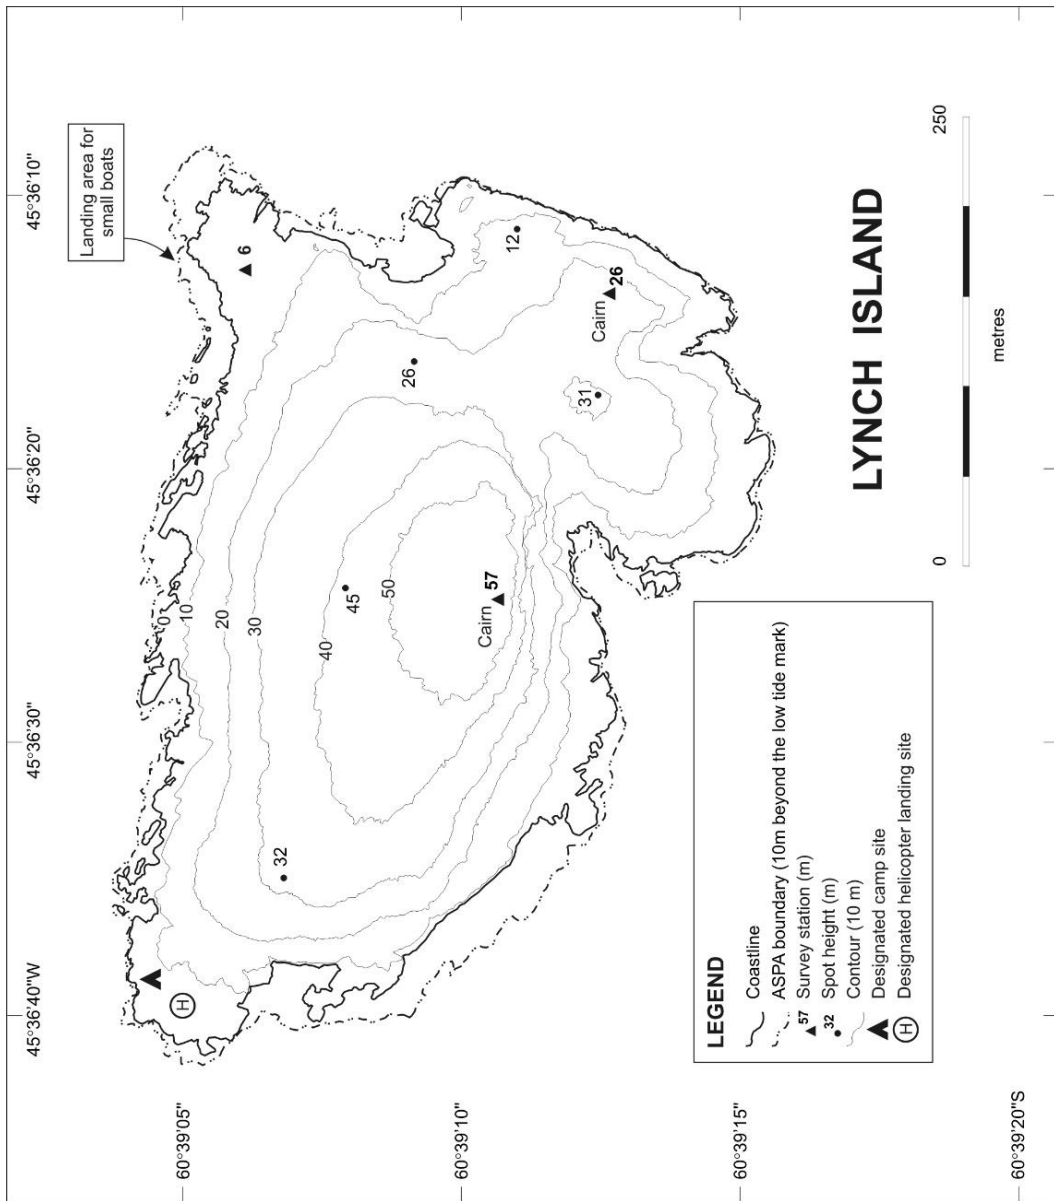 45°36'40"W
45°36'30"
45°36'20"
45°36'10"
60°39'05"
60°39'10"
60°39'15"
60°39'20"S
Landing area for
small boats
6
0
10
20
30
40
50
32
45
26
12
31
Cairn
57
Cairn
26
H
LYNCH ISLAND
0
250
metres
LEGEND
Coastline
ASPA boundary (10m beyond the low tide mark)
57 Survey station (m)
32 Spot height (m)
Contour (10 m)
Designated camp site
H Designated helicopter landing site